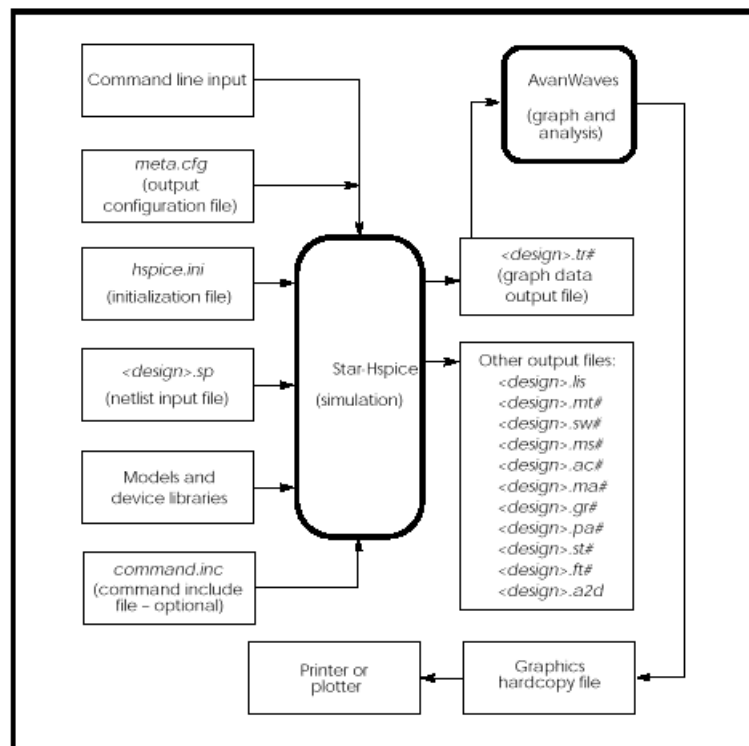 Command line input
meta.cfg
(output
configuration file)
hspice.ini
(initialization file)
<design>.sp
(netlist input file)
Models and
device libraries
command.inc
(command include
file – optional)
Star-Hspice
(simulation)
AvanWaves
(graph and
analysis)
<design>.tr#
(graph data
output file)
Other output files:
<design>.lis
<design>.mt#
<design>.sw#
<design>.ms#
<design>.ac#
<design>.ma#
<design>.gr#
<design>.pa#
<design>.st#
<design>.ft#
<design>.a2d
Printer or
plotter
Graphics
hardcopy file